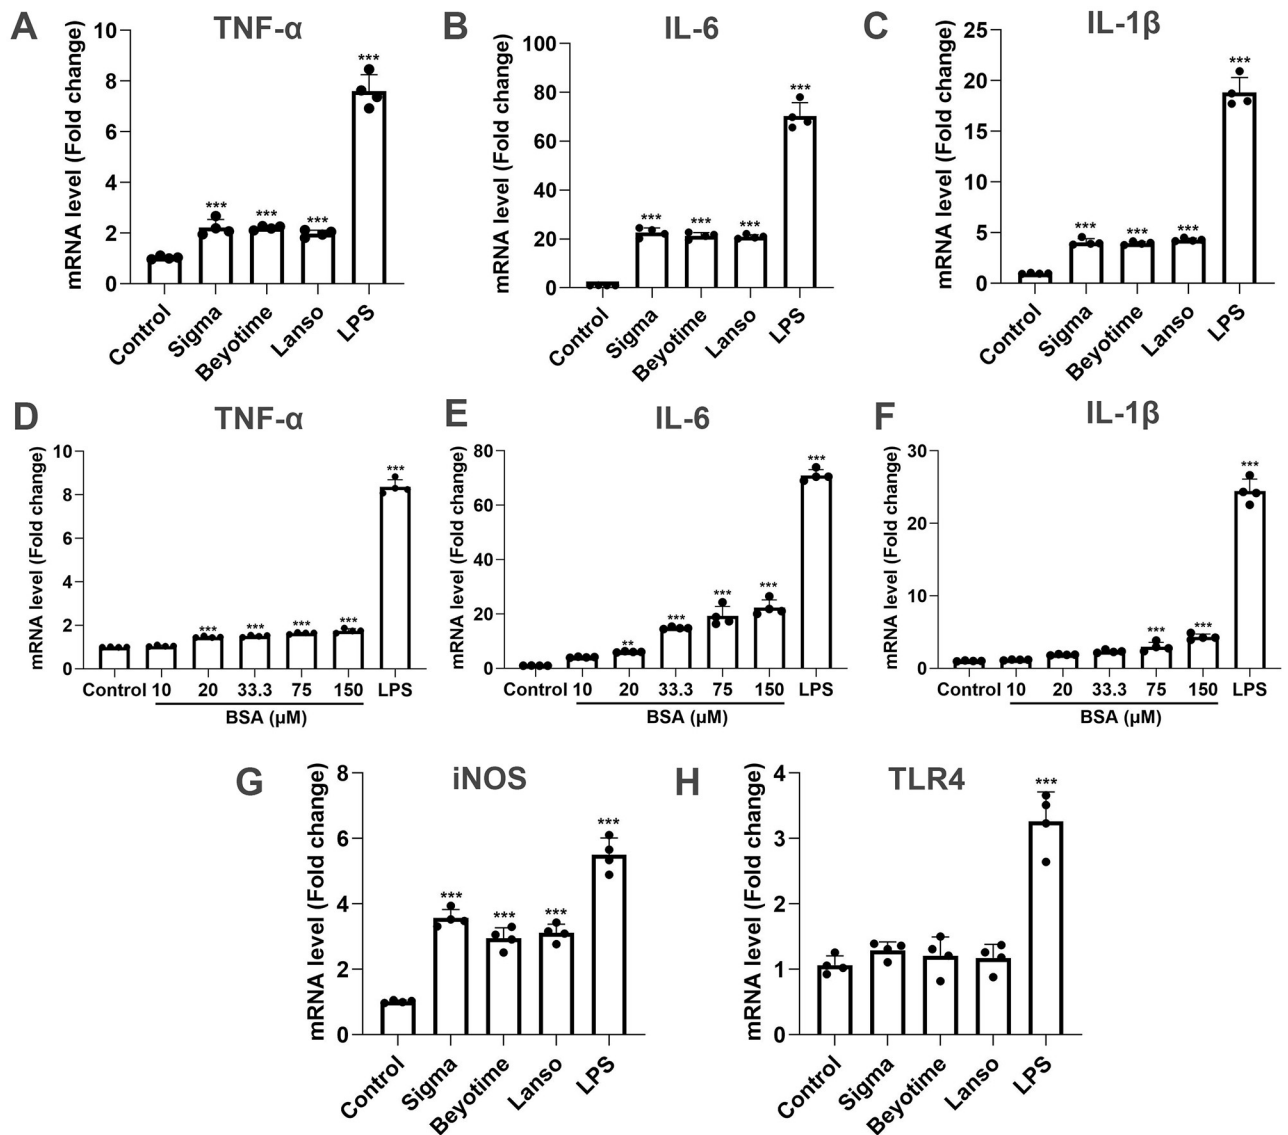 A
TNF-α
mRNA level (Fold change)
10
8
6
4
2
0
***
***
***
***
Control
Sigma
Beyotime
Lanso
LPS
B
IL-6
mRNA level (Fold change)
100
80
60
40
20
0
***
***
***
***
Control
Sigma
Beyotime
Lanso
LPS
C
IL-1β
mRNA level (Fold change)
25
20
15
10
5
0
***
***
***
***
Control
Sigma
Beyotime
Lanso
LPS
D
TNF-α
mRNA level (Fold change)
10
8
6
4
2
0
***
***
***
***
***
Control 10 20 33.3 75 150 LPS
BSA (μM)
E
IL-6
mRNA level (Fold change)
80
60
40
20
0
**
***
***
***
***
Control 10 20 33.3 75 150 LPS
BSA (μM)
F
IL-1β
mRNA level (Fold change)
30
20
10
0
***
***
***
Control 10 20 33.3 75 150 LPS
BSA (μM)
G
iNOS
mRNA level (Fold change)
8
6
4
2
0
***
***
***
***
Control
Sigma
Beyotime
Lanso
LPS
H
TLR4
mRNA level (Fold change)
4
3
2
1
0
***
Control
Sigma
Beyotime
Lanso
LPS